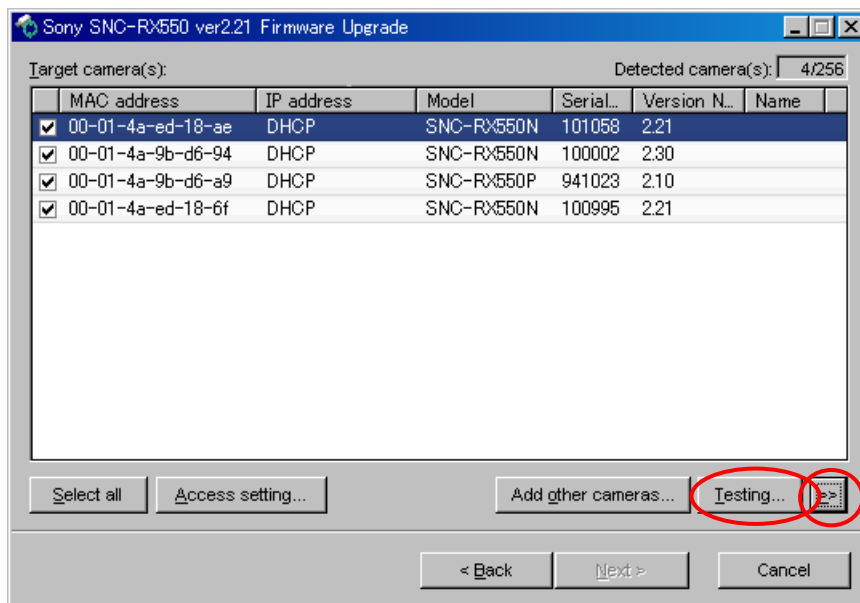 Sony SNC-RX550 ver2.21 Firmware Upgrade
Target camera(s): Detected camera(s): 4/256
MAC address IP address Model Serial... Version N... Name
00-01-4a-ed-18-ae DHCP SNC-RX550N 101058 2.21
00-01-4a-9b-d6-94 DHCP SNC-RX550N 100002 2.30
00-01-4a-9b-d6-a9 DHCP SNC-RX550P 941023 2.10
00-01-4a-ed-18-6f DHCP SNC-RX550N 100995 2.21
Select all Access setting... Add other cameras... Testing... >>
< Back Next > Cancel